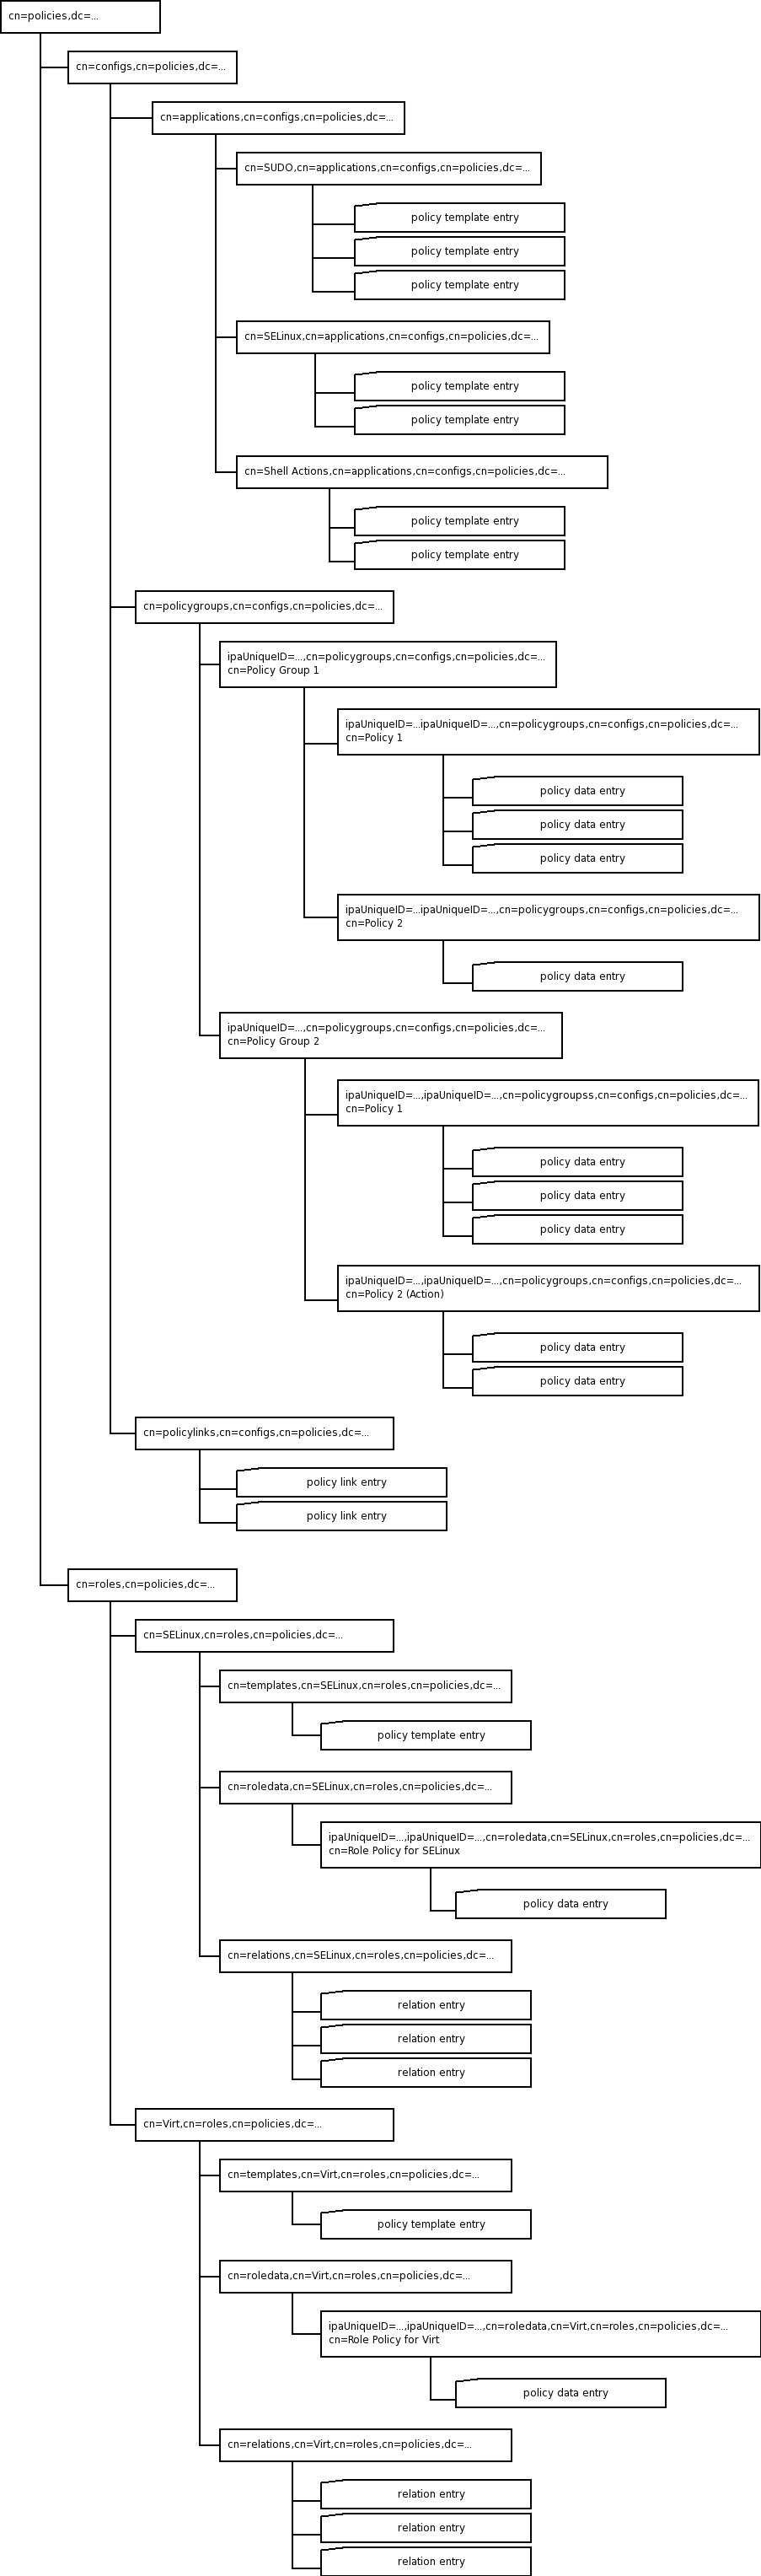 cn=policies,dc=...
cn=configs,cn=policies,dc=...
cn=applications,cn=configs,cn=policies,dc=...
cn=SUDO,cn=applications,cn=configs,cn=policies,dc=...
policy template entry
policy template entry
policy template entry
cn=SELinux,cn=applications,cn=configs,cn=policies,dc=...
policy template entry
policy template entry
cn=Shell Actions,cn=applications,cn=configs,cn=policies,dc=...
policy template entry
policy template entry
cn=policygroups,cn=configs,cn=policies,dc=...
ipaUniqueID=...,cn=policygroups,cn=configs,cn=policies,dc=...
cn=Policy Group 1
ipaUniqueID=...ipaUniqueID=...,cn=policygroups,cn=configs,cn=policies,dc=...
cn=Policy 1
policy data entry
policy data entry
policy data entry
ipaUniqueID=...ipaUniqueID=...,cn=policygroups,cn=configs,cn=policies,dc=...
cn=Policy 2
policy data entry
ipaUniqueID=...,cn=policygroups,cn=configs,cn=policies,dc=...
cn=Policy Group 2
ipaUniqueID=...,ipaUniqueID=...,cn=policygroupss,cn=configs,cn=policies,dc=...
cn=Policy 1
policy data entry
policy data entry
policy data entry
ipaUniqueID=...,ipaUniqueID=...,cn=policygroups,cn=configs,cn=policies,dc=...
cn=Policy 2 (Action)
policy data entry
policy data entry
cn=policylinks,cn=configs,cn=policies,dc=...
policy link entry
policy link entry
cn=roles,cn=policies,dc=...
cn=SELinux,cn=roles,cn=policies,dc=...
cn=templates,cn=SELinux,cn=roles,cn=policies,dc=...
policy template entry
cn=roledata,cn=SELinux,cn=roles,cn=policies,dc=...
ipaUniqueID=...,ipaUniqueID=...,cn=roledata,cn=SELinux,cn=roles,cn=policies,dc=...
cn=Role Policy for SELinux
policy data entry
cn=relations,cn=SELinux,cn=roles,cn=policies,dc=...
relation entry
relation entry
relation entry
cn=Virt,cn=roles,cn=policies,dc=...
cn=templates,cn=Virt,cn=roles,cn=policies,dc=...
policy template entry
cn=roledata,cn=Virt,cn=roles,cn=policies,dc=...
ipaUniqueID=...,ipaUniqueID=...,cn=roledata,cn=Virt,cn=roles,cn=policies,dc=...
cn=Role Policy for Virt
policy data entry
cn=relations,cn=Virt,cn=roles,cn=policies,dc=...
relation entry
relation entry
relation entry